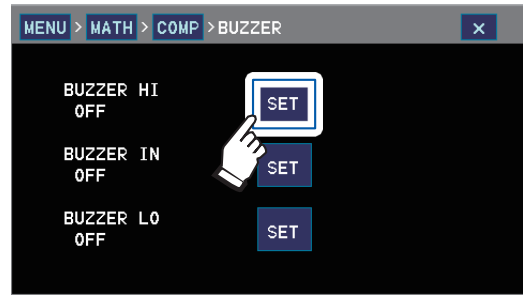 MENU > MATH > COMP > BUZZER ×
BUZZER HI
OFF
SET
BUZZER IN
OFF
SET
BUZZER LO
OFF
SET